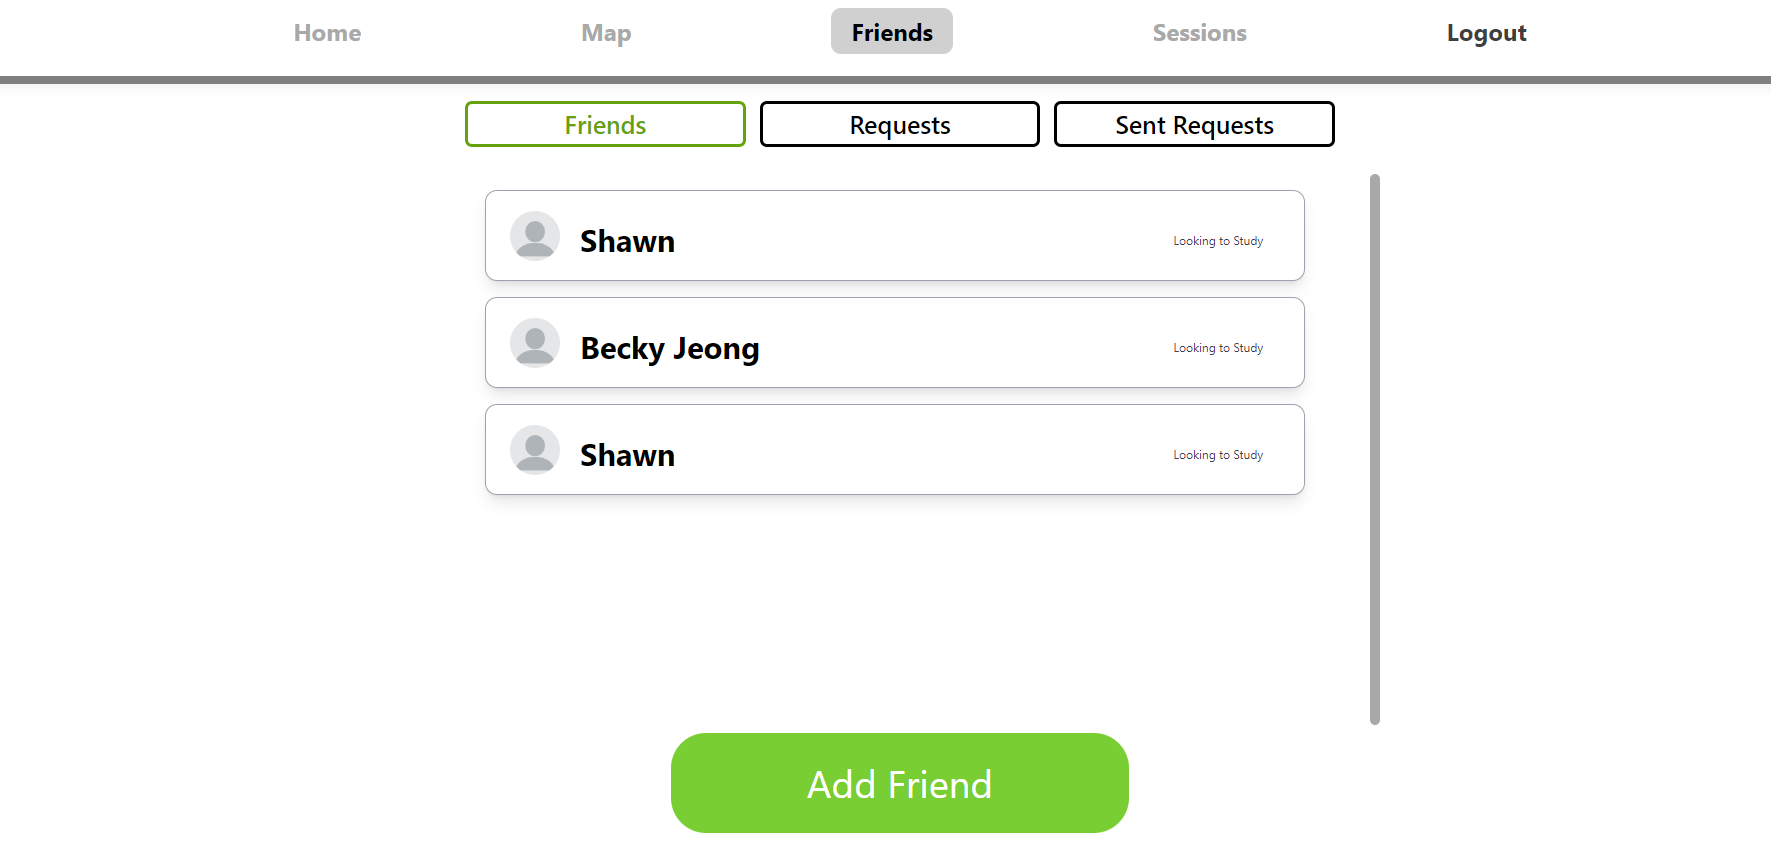 Home Map Friends Sessions Logout
Friends Requests Sent Requests
Shawn Looking to Study
Becky Jeong Looking to Study
Shawn Looking to Study
Add Friend